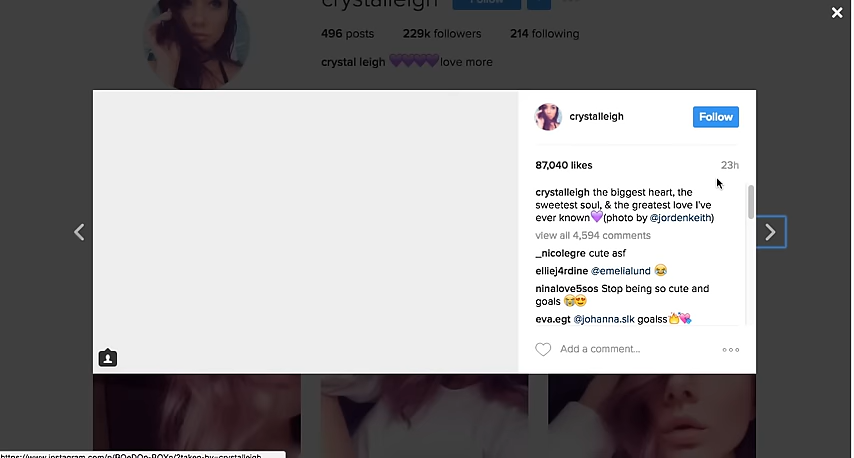 crystalleigh
Follow
496 posts 229k followers 214 following
crystal leigh 💜💜💜💜love more
crystalleigh
Follow
87,040 likes
23h
crystalleigh the biggest heart, the
sweetest soul, & the greatest love I've
ever known💜(photo by @jordenkeith)
view all 4,594 comments
_nicolegre cute asf
elliej4rdine @emelialund 😂
ninalove5sos Stop being so cute and
goals 😭😍
eva.egt @johanna.slk goalss🔥💘
Add a comment...